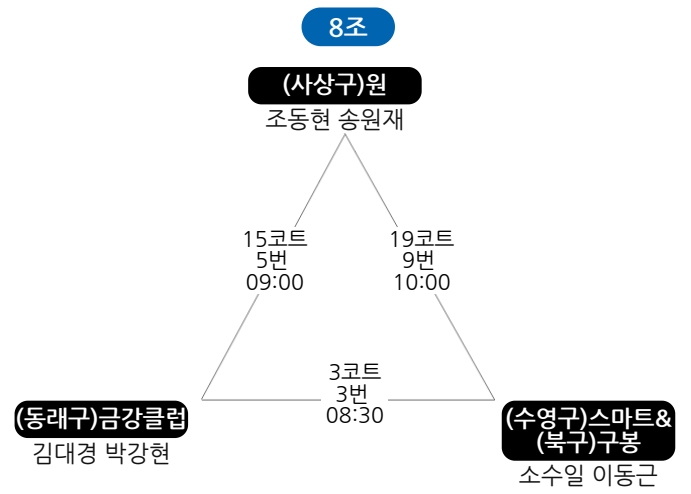 8조
(사상구)원
조동현 송원재
15코트
5번
09:00
19코트
9번
10:00
3코트
3번
08:30
(동래구)금강클럽
김대경 박강현
(수영구)스마트&
(북구)구봉
소수일 이동근